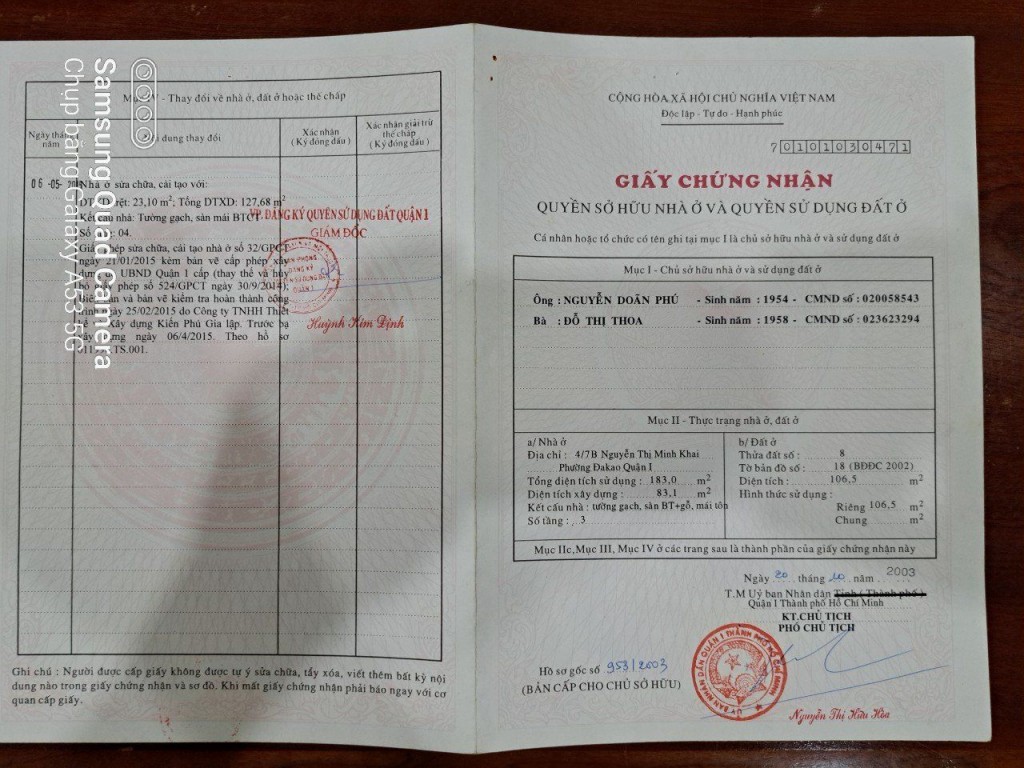 Mục IV - Thay đổi về nhà ở, đất ở hoặc thế chấp
Ngày tháng năm
dung thay đổi
Xác nhận
(Ký đóng dấu)
Xác nhận giải trừ thế chấp
(Ký đóng dấu)
06-05-20
Nhà ở sửa chữa, cải tạo với:
trệt: 23,10 m²; Tổng DTXD: 127,68 m²
Kết cấu nhà: Tường gạch, sàn mái BTCT
Số 04.
phép sửa chữa, cải tạo nhà ở số 32/GPCT
ngày 21/01/2015 kèm bản vẽ cấp phép xây
UBND Quận 1 cấp (thay thế và hủy
phép số 524/GPCT ngày 30/9/2014);
bản và bản vẽ kiểm tra hoàn thành công
ngày 25/02/2015 do Công ty TNHH Thiết
Xây dựng Kiến Phú Gia lập. Trước bạ
ngày 06/4/2015. Theo hồ sơ
TS.001.
VP. ĐĂNG KÝ QUYỀN SỬ DỤNG ĐẤT QUẬN 1
GIÁM ĐỐC
Huỳnh Kim Định
Samsung Quad Camera
Chụp bằng Galaxy A53 5G
Ghi chú : Người được cấp giấy không được tự ý sửa chữa, tẩy xóa, viết thêm bất kỳ nội
dung nào trong giấy chứng nhận và sơ đồ. Khi mất giấy chứng nhận phải báo ngay với cơ
quan cấp giấy.
CỘNG HÒA XÃ HỘI CHỦ NGHĨA VIỆT NAM
Độc lập - Tự do - Hạnh phúc
70101030471
GIẤY CHỨNG NHẬN
QUYỀN SỞ HỮU NHÀ Ở VÀ QUYỀN SỬ DỤNG ĐẤT Ở
Cá nhân hoặc tổ chức có tên ghi tại mục I là chủ sở hữu nhà ở và sử dụng đất ở
Mục I - Chủ sở hữu nhà ở và sử dụng đất ở
Ông : NGUYỄN DOÃN PHÚ - Sinh năm : 1954 - CMND số : 020058543
Bà : ĐỖ THỊ THOA - Sinh năm : 1958 - CMND số : 023623294
Mục II - Thực trạng nhà ở, đất ở
a/ Nhà ở
Địa chỉ : 4/7B Nguyễn Thị Minh Khai
Phường Đakao Quận I
Tổng diện tích sử dụng : 183,0 m²
Diện tích xây dựng : 83,1 m²
Kết cấu nhà : tường gạch, sàn BT+gỗ, mái tôn
Số tầng : 3
b/ Đất ở
Thửa đất số : 8
Tờ bản đồ số : 18 (BĐĐC 2002)
Diện tích : 106,5 m²
Hình thức sử dụng :
Riêng 106,5 m²
Chung m²
Mục IIc, Mục III, Mục IV ở các trang sau là thành phần của giấy chứng nhận này
Ngày 20 tháng 10 năm 2003
T.M Uỷ ban Nhân dân Tỉnh ( Thành phố )
Quận I Thành phố Hồ Chí Minh
KT.CHỦ TỊCH
PHÓ CHỦ TỊCH
ỦY BAN NHÂN DÂN QUẬN I THÀNH PHỐ HỒ CHÍ MINH
Hồ sơ gốc số 953/2003
(BẢN CẤP CHO CHỦ SỞ HỮU)
Nguyễn Thị Hữu Hòa